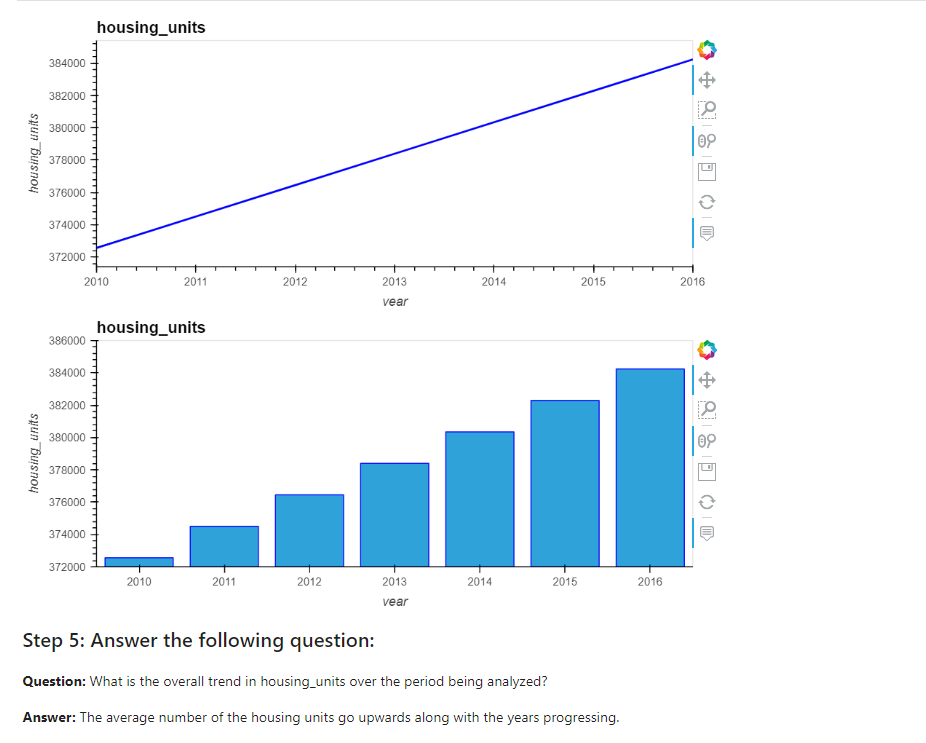 housing_units
384000
382000
380000
378000
376000
374000
372000
housing_units
2010 2011 2012 2013 2014 2015 2016
year
housing_units
386000
384000
382000
380000
378000
376000
374000
372000
housing_units
2010 2011 2012 2013 2014 2015 2016
year
Step 5: Answer the following question:
Question: What is the overall trend in housing_units over the period being analyzed?
Answer: The average number of the housing units go upwards along with the years progressing.